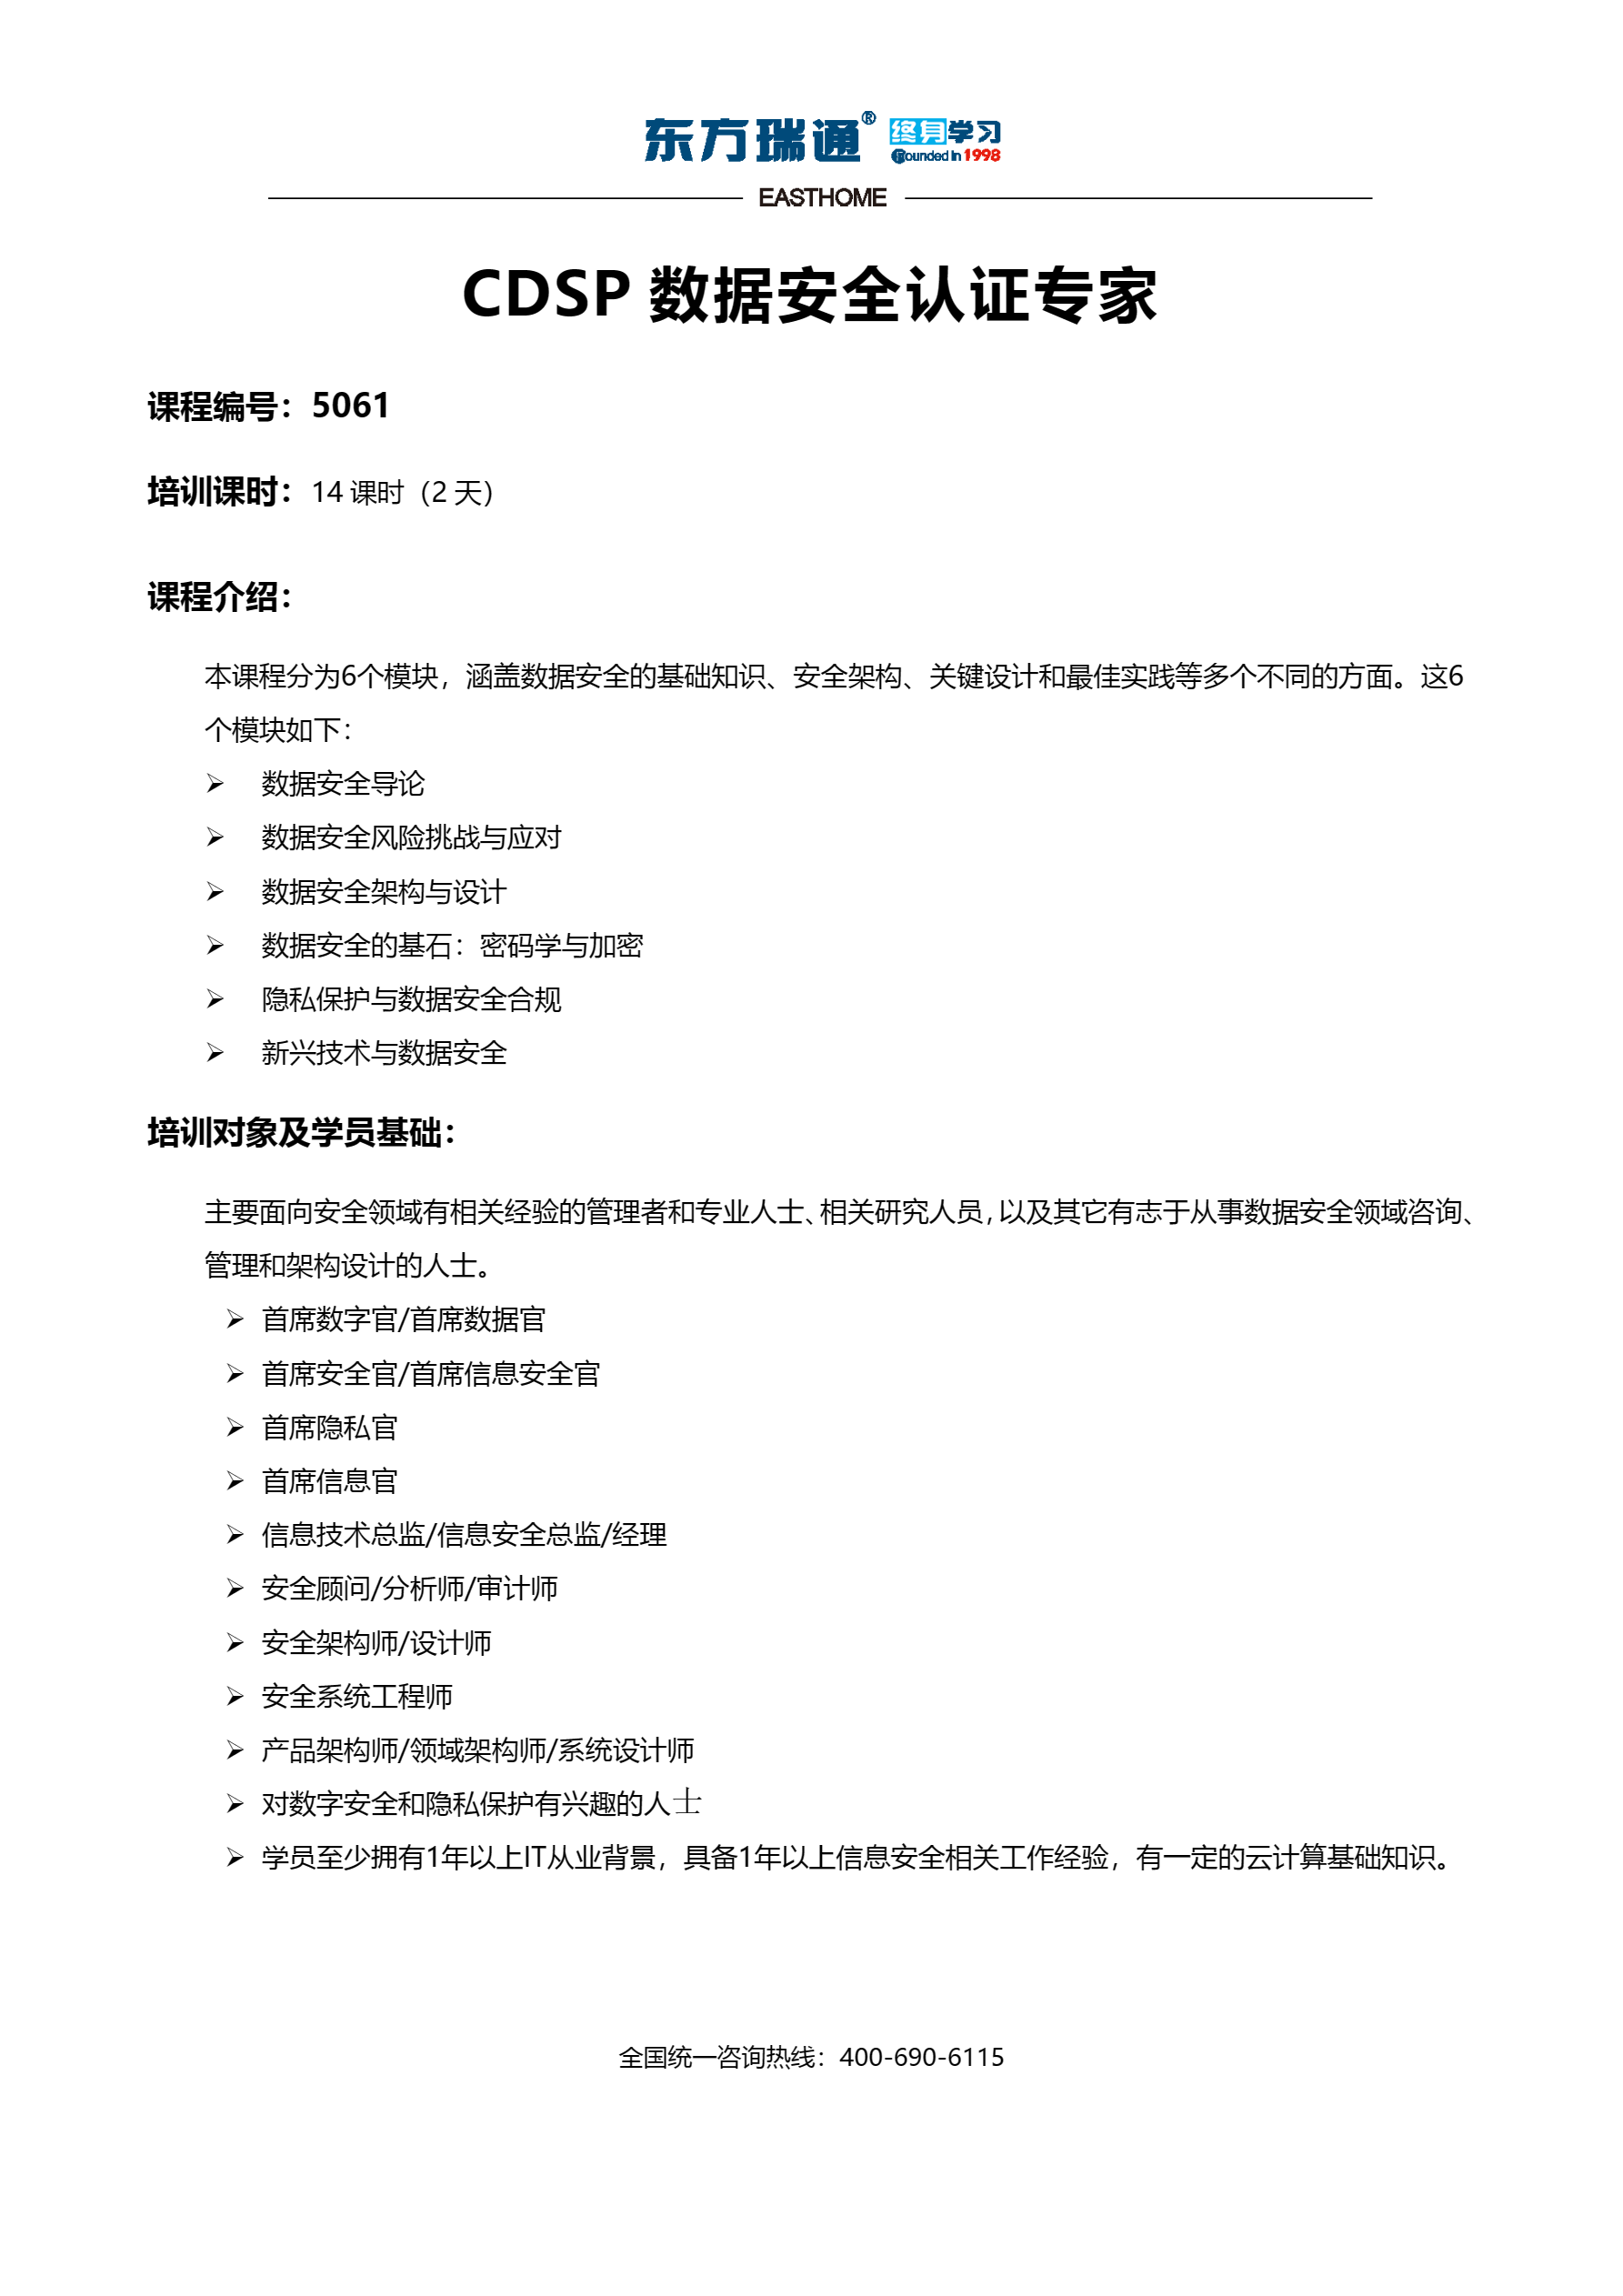 东方瑞通® 终身学习
Founded in 1998
EASTHOME
CDSP 数据安全认证专家
课程编号：5061
培训课时：14 课时（2 天）
课程介绍：
本课程分为6个模块，涵盖数据安全的基础知识、安全架构、关键设计和最佳实践等多个不同的方面。这6
个模块如下：
➢ 数据安全导论
➢ 数据安全风险挑战与应对
➢ 数据安全架构与设计
➢ 数据安全的基石：密码学与加密
➢ 隐私保护与数据安全合规
➢ 新兴技术与数据安全
培训对象及学员基础：
主要面向安全领域有相关经验的管理者和专业人士、相关研究人员，以及其它有志于从事数据安全领域咨询、
管理和架构设计的人士。
➢ 首席数字官/首席数据官
➢ 首席安全官/首席信息安全官
➢ 首席隐私官
➢ 首席信息官
➢ 信息技术总监/信息安全总监/经理
➢ 安全顾问/分析师/审计师
➢ 安全架构师/设计师
➢ 安全系统工程师
➢ 产品架构师/领域架构师/系统设计师
➢ 对数字安全和隐私保护有兴趣的人士
➢ 学员至少拥有1年以上IT从业背景，具备1年以上信息安全相关工作经验，有一定的云计算基础知识。
全国统一咨询热线：400-690-6115